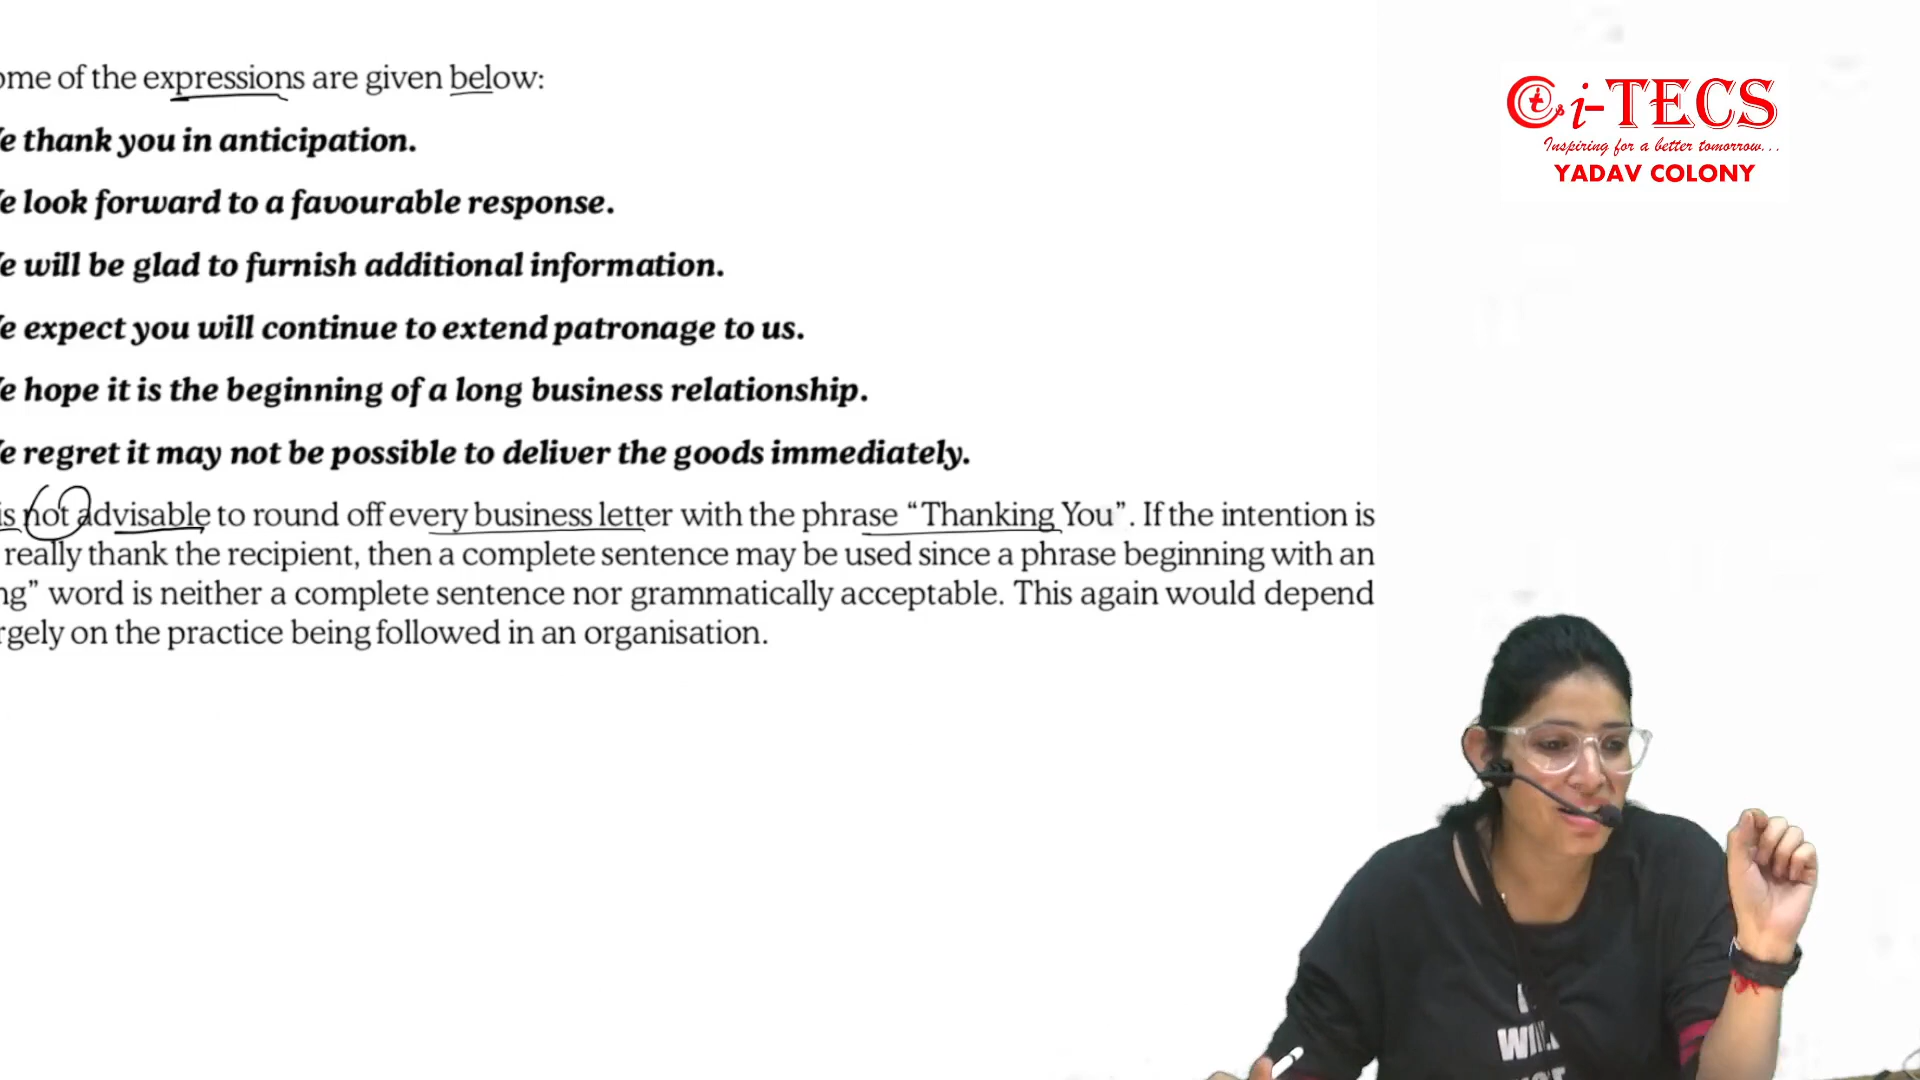 ome of the expressions are given below:
e thank you in anticipation.
e look forward to a favourable response.
e will be glad to furnish additional information.
e expect you will continue to extend patronage to us.
e hope it is the beginning of a long business relationship.
e regret it may not be possible to deliver the goods immediately.
is not advisable to round off every business letter with the phrase “Thanking You”. If the intention is
really thank the recipient, then a complete sentence may be used since a phrase beginning with an
ng” word is neither a complete sentence nor grammatically acceptable. This again would depend
rgely on the practice being followed in an organisation.
i-TECS
Inspiring for a better tomorrow...
YADAV COLONY